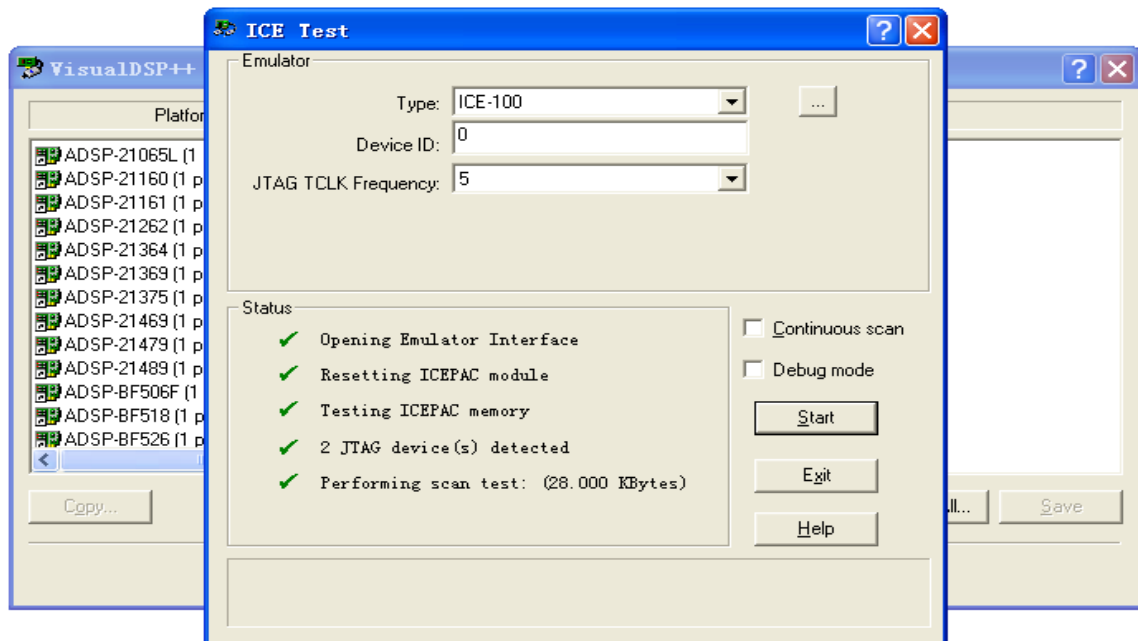 ICE Test
VisualDSP++
Emulator
Type: ICE-100
...
Device ID: 0
JTAG TCLK Frequency: 5
Platfor
ADSP-21065L (1
ADSP-21160 (1 p
ADSP-21161 (1 p
ADSP-21262 (1 p
ADSP-21364 (1 p
ADSP-21369 (1 p
ADSP-21375 (1 p
ADSP-21469 (1 p
ADSP-21479 (1 p
ADSP-21489 (1 p
ADSP-BF506F (1
ADSP-BF518 (1 p
ADSP-BF526 (1 p
Copy...
Status
Opening Emulator Interface
Resetting ICEPAC module
Testing ICEPAC memory
2 JTAG device(s) detected
Performing scan test: (28.000 KBytes)
Continuous scan
Debug mode
Start
Exit
Help
Save